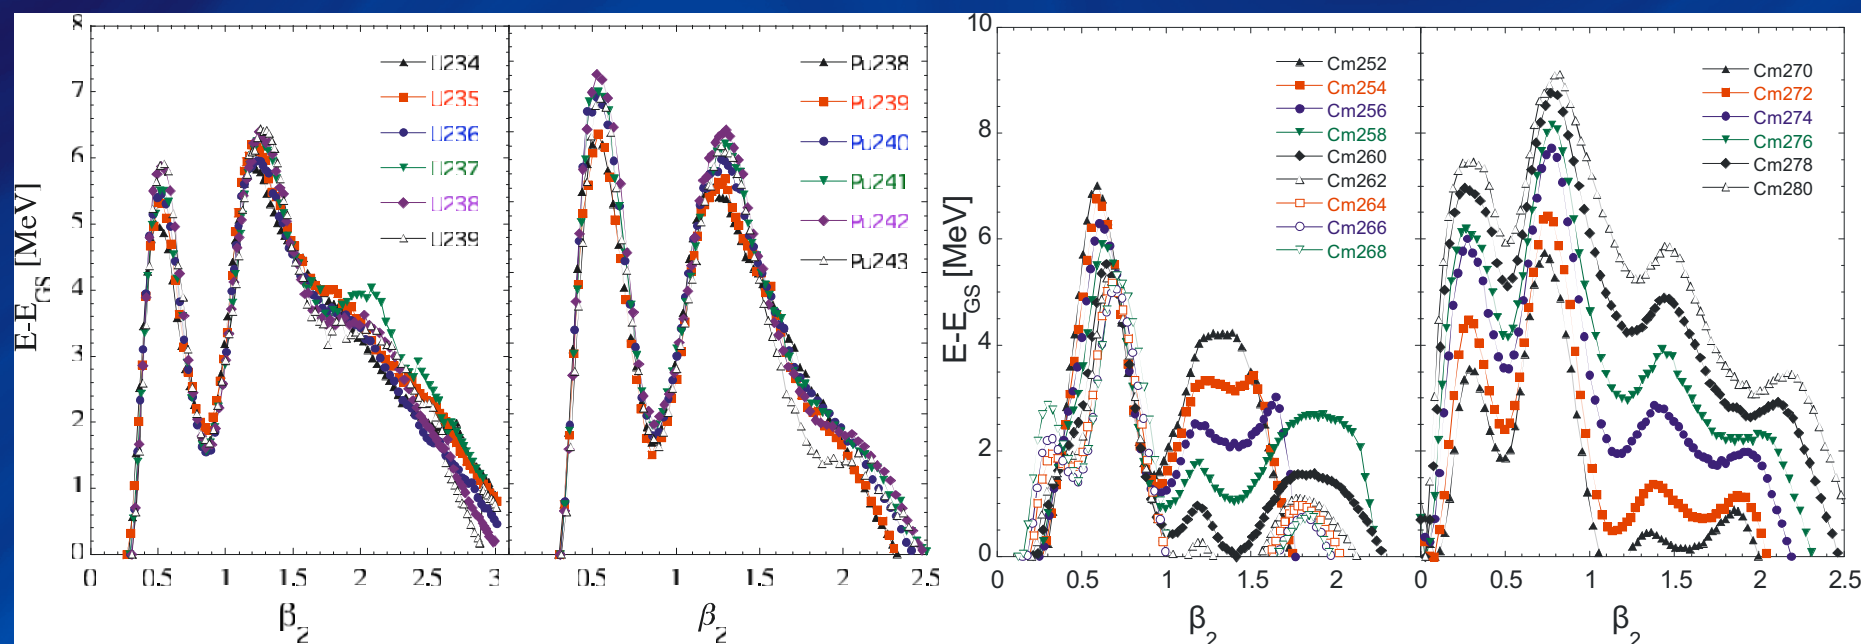 8
7
6
5
4
3
2
1
0
E-E_GS [MeV]
0 0.5 1 1.5 2 2.5 3
β_2
U234
U235
U236
U237
U238
U239
0.5 1 1.5 2 2.5
β_2
Pu238
Pu239
Pu240
Pu241
Pu242
Pu243
10
8
6
4
2
0
E-E_GS [MeV]
0 0.5 1 1.5 2
β_2
Cm252
Cm254
Cm256
Cm258
Cm260
Cm262
Cm264
Cm266
Cm268
0 0.5 1 1.5 2 2.5
β_2
Cm270
Cm272
Cm274
Cm276
Cm278
Cm280